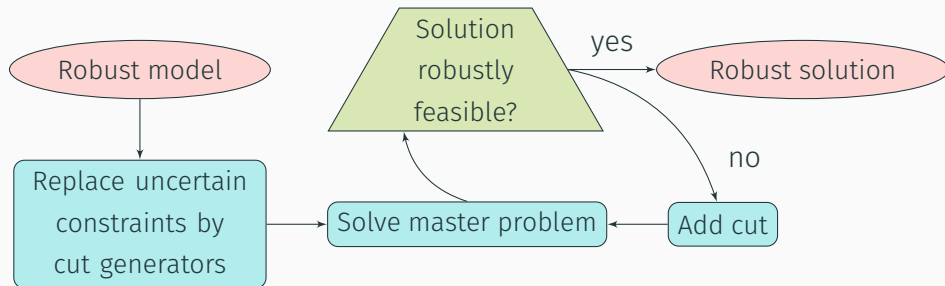 Robust model
Replace uncertain
constraints by
cut generators
Solve master problem
Solution
robustly
feasible?
yes
Robust solution
no
Add cut